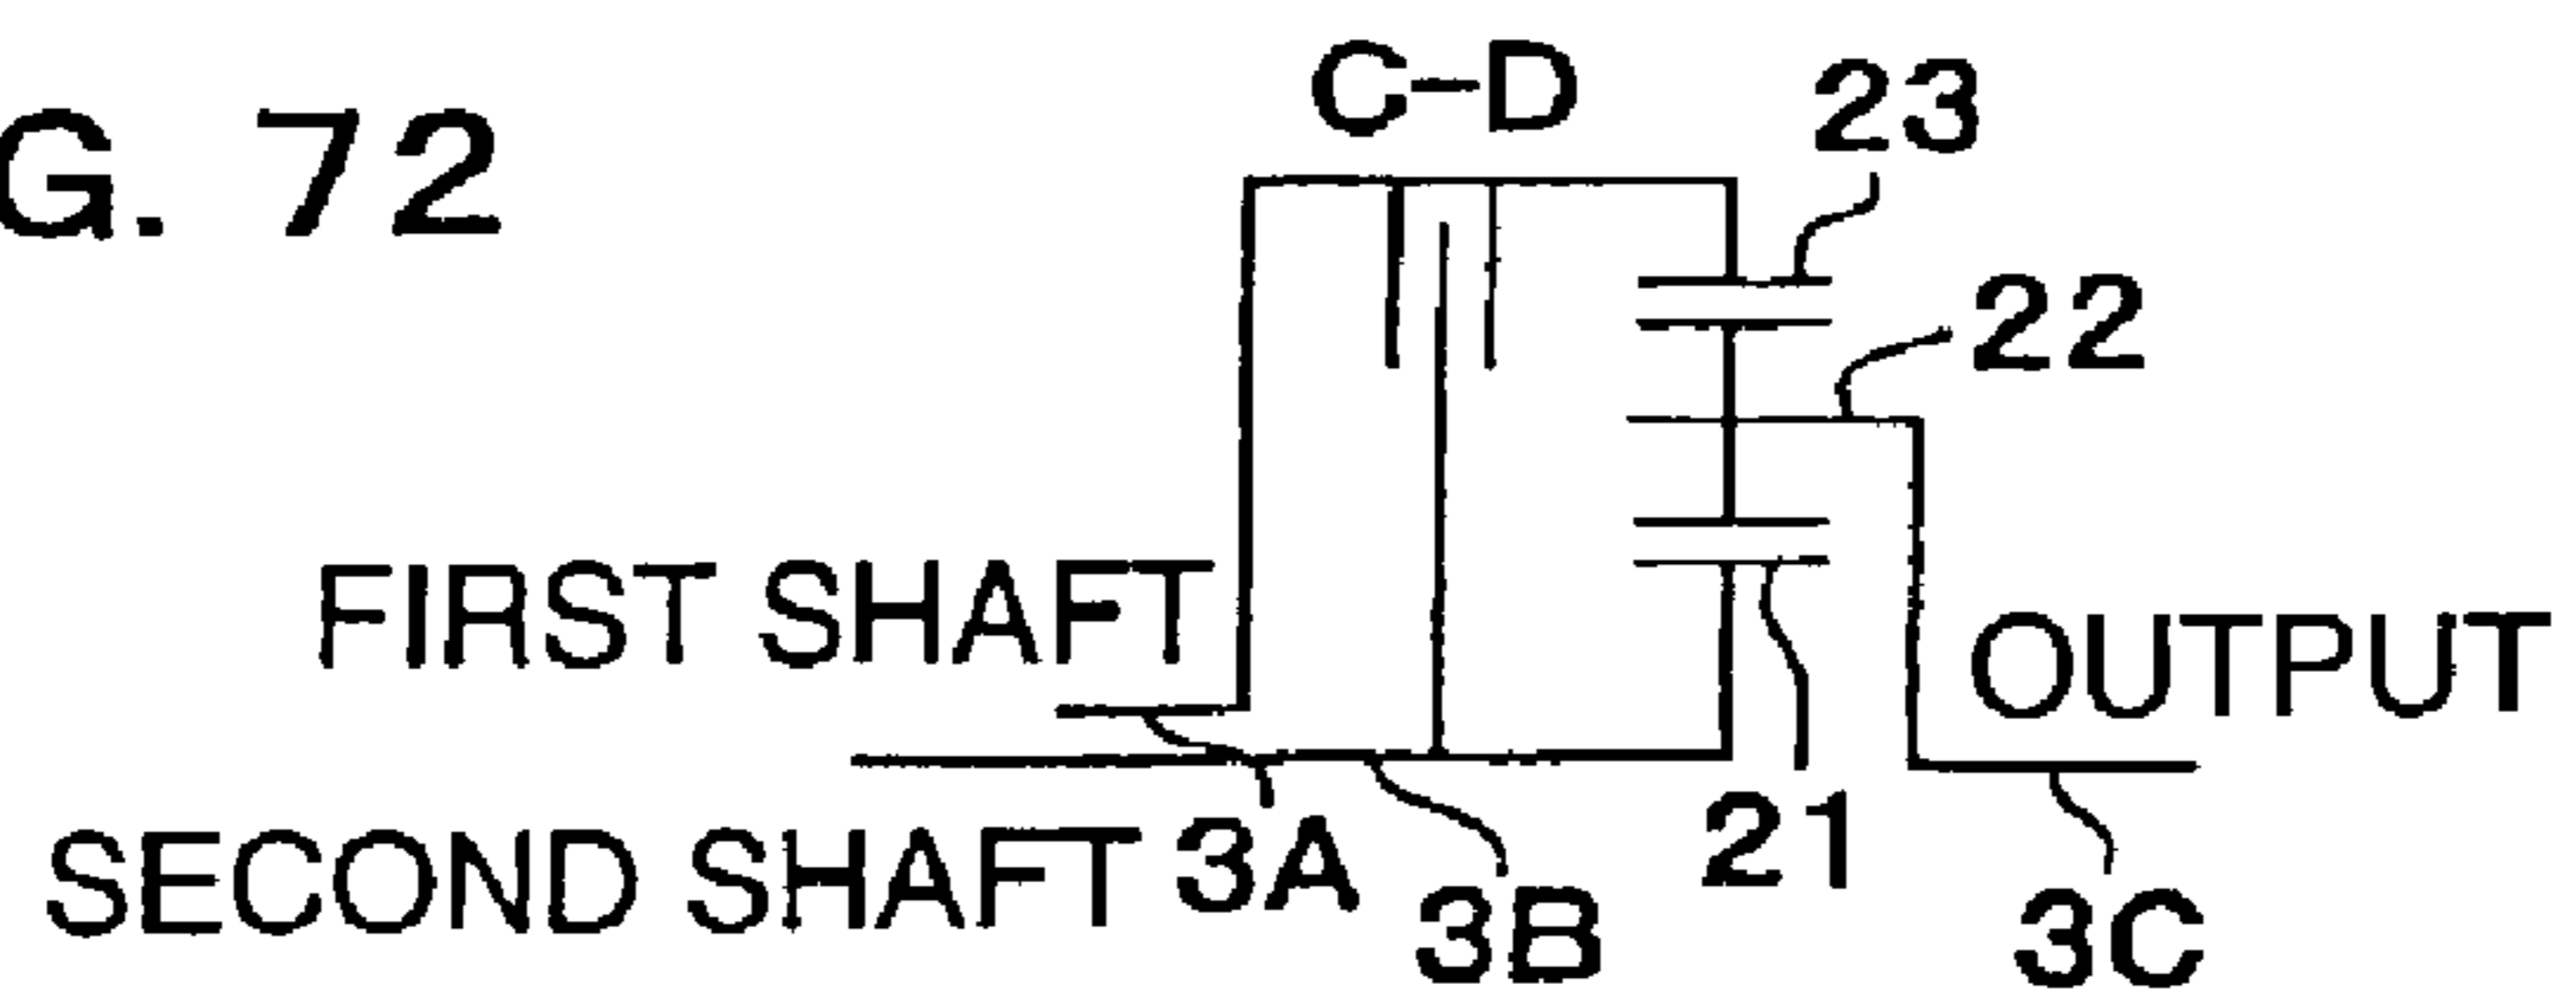 G. 72
C-D
23
22
FIRST SHAFT
OUTPUT
SECOND SHAFT
3A
3B
21
3C